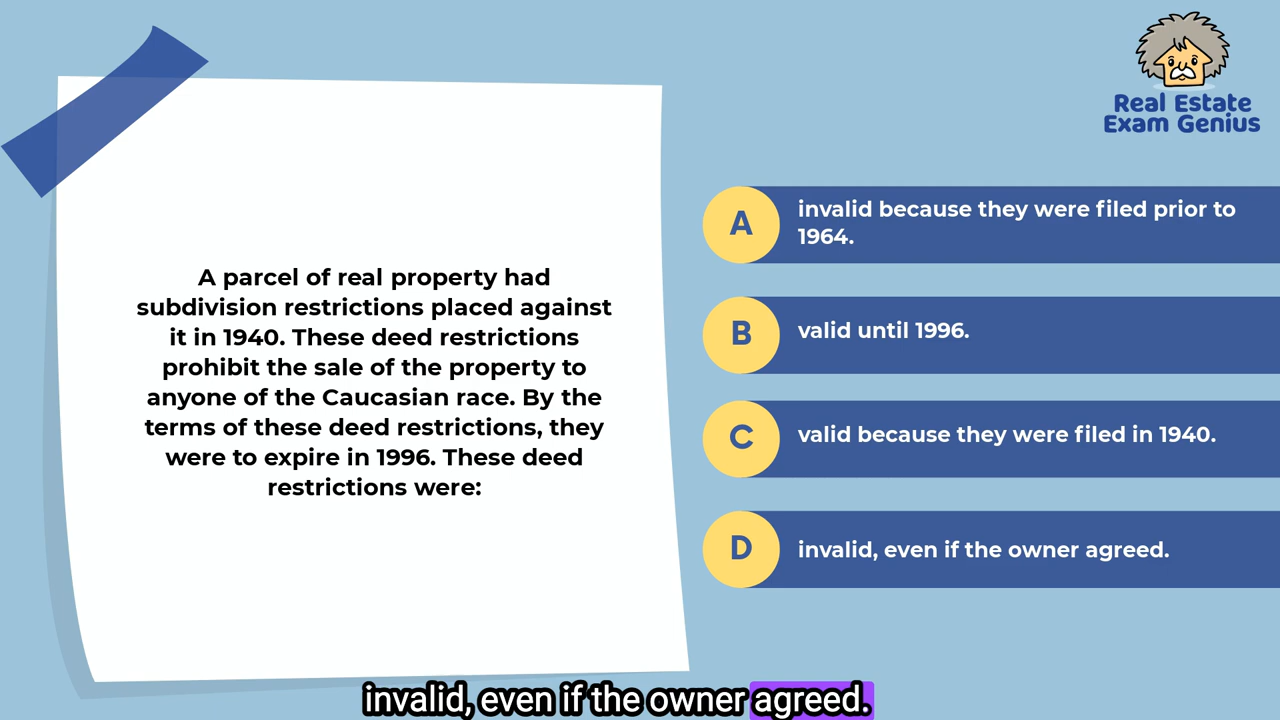 Real Estate
Exam Genius
A parcel of real property had
subdivision restrictions placed against
it in 1940. These deed restrictions
prohibit the sale of the property to
anyone of the Caucasian race. By the
terms of these deed restrictions, they
were to expire in 1996. These deed
restrictions were:
A
invalid because they were filed prior to
1964.
B
valid until 1996.
C
valid because they were filed in 1940.
D
invalid, even if the owner agreed.
invalid, even if the owner agreed.